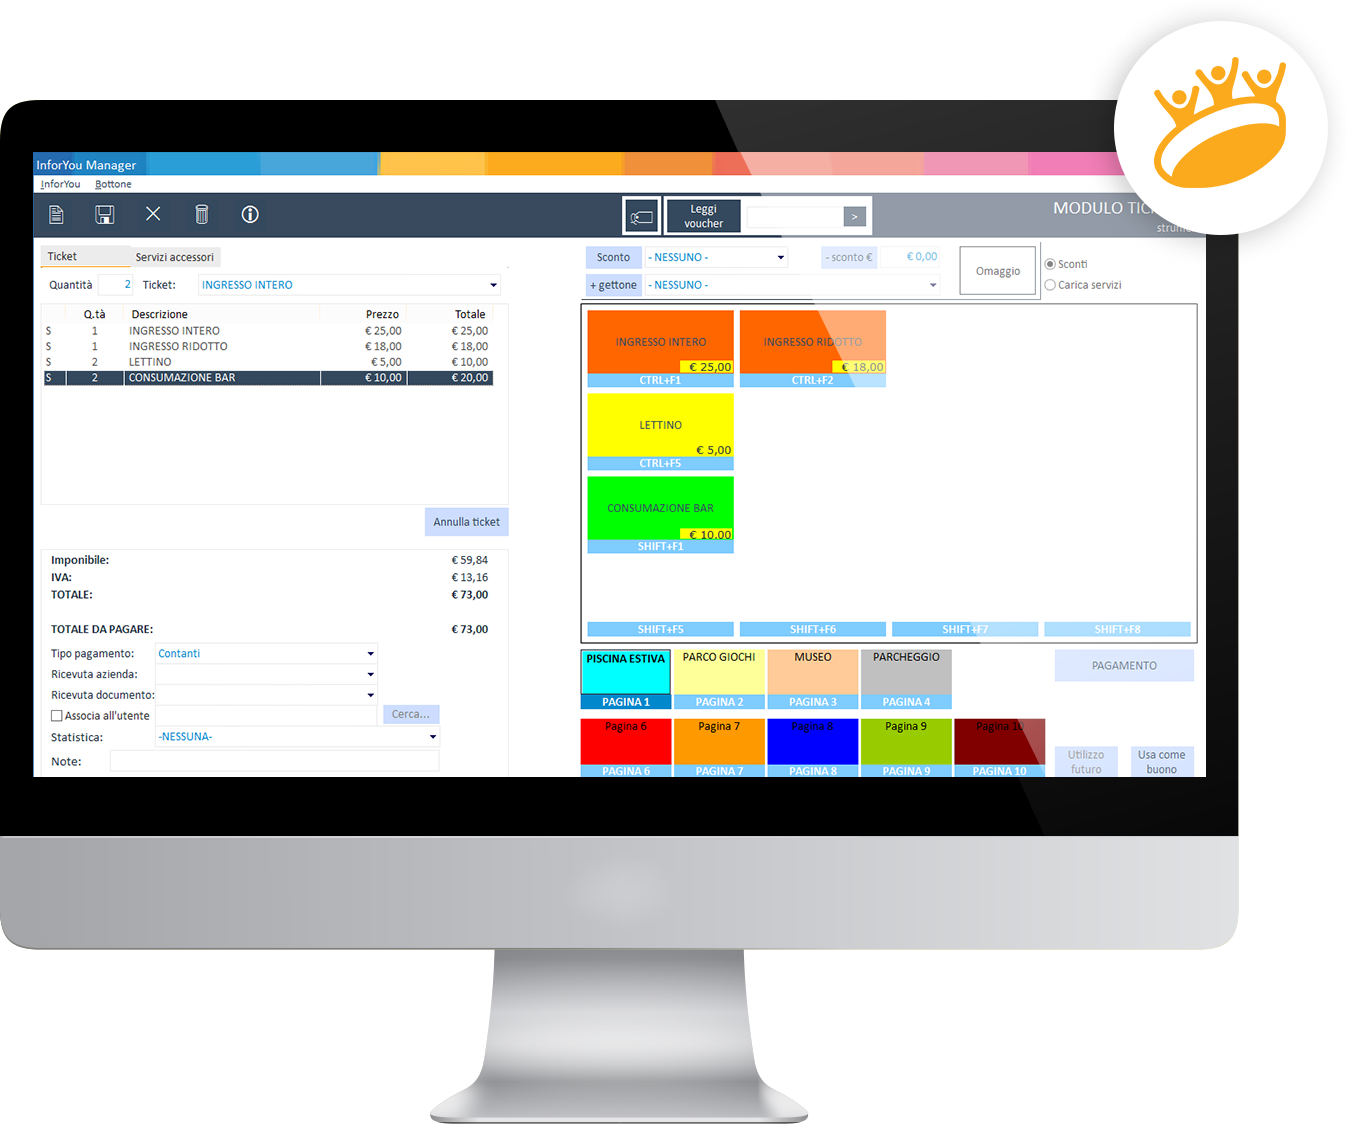 InforYou Manager
InforYou Bottone
Leggi voucher >
MODULO
Ticket Servizi accessori
Quantità 2 Ticket: INGRESSO INTERO
Q.tà Descrizione Prezzo Totale
S 1 INGRESSO INTERO € 25,00 € 25,00
S 1 INGRESSO RIDOTTO € 18,00 € 18,00
S 2 LETTINO € 5,00 € 10,00
S 2 CONSUMAZIONE BAR € 10,00 € 20,00
Annulla ticket
Imponibile: € 59,84
IVA: € 13,16
TOTALE: € 73,00
TOTALE DA PAGARE: € 73,00
Tipo pagamento: Contanti
Ricevuta azienda:
Ricevuta documento:
Associa all'utente Cerca...
Statistica: -NESSUNA-
Note:
Sconto - NESSUNO - - sconto € € 0,00
+ gettone - NESSUNO -
Omaggio
Sconti
Carica servizi
INGRESSO INTERO
€ 25,00
CTRL+F1
INGRESSO RIDOTTO
€ 18,00
CTRL+F2
LETTINO
€ 5,00
CTRL+F5
CONSUMAZIONE BAR
€ 10,00
SHIFT+F1
SHIFT+F5 SHIFT+F6 SHIFT+F7 SHIFT+F8
PISCINA ESTIVA PARCO GIOCHI MUSEO PARCHEGGIO
PAGINA 1 PAGINA 2 PAGINA 3 PAGINA 4
PAGAMENTO
Pagina 6 Pagina 7 Pagina 8 Pagina 9 Pagina 10
PAGINA 6 PAGINA 7 PAGINA 8 PAGINA 9 PAGINA 10
Utilizzo
futuro
Usa come
buono